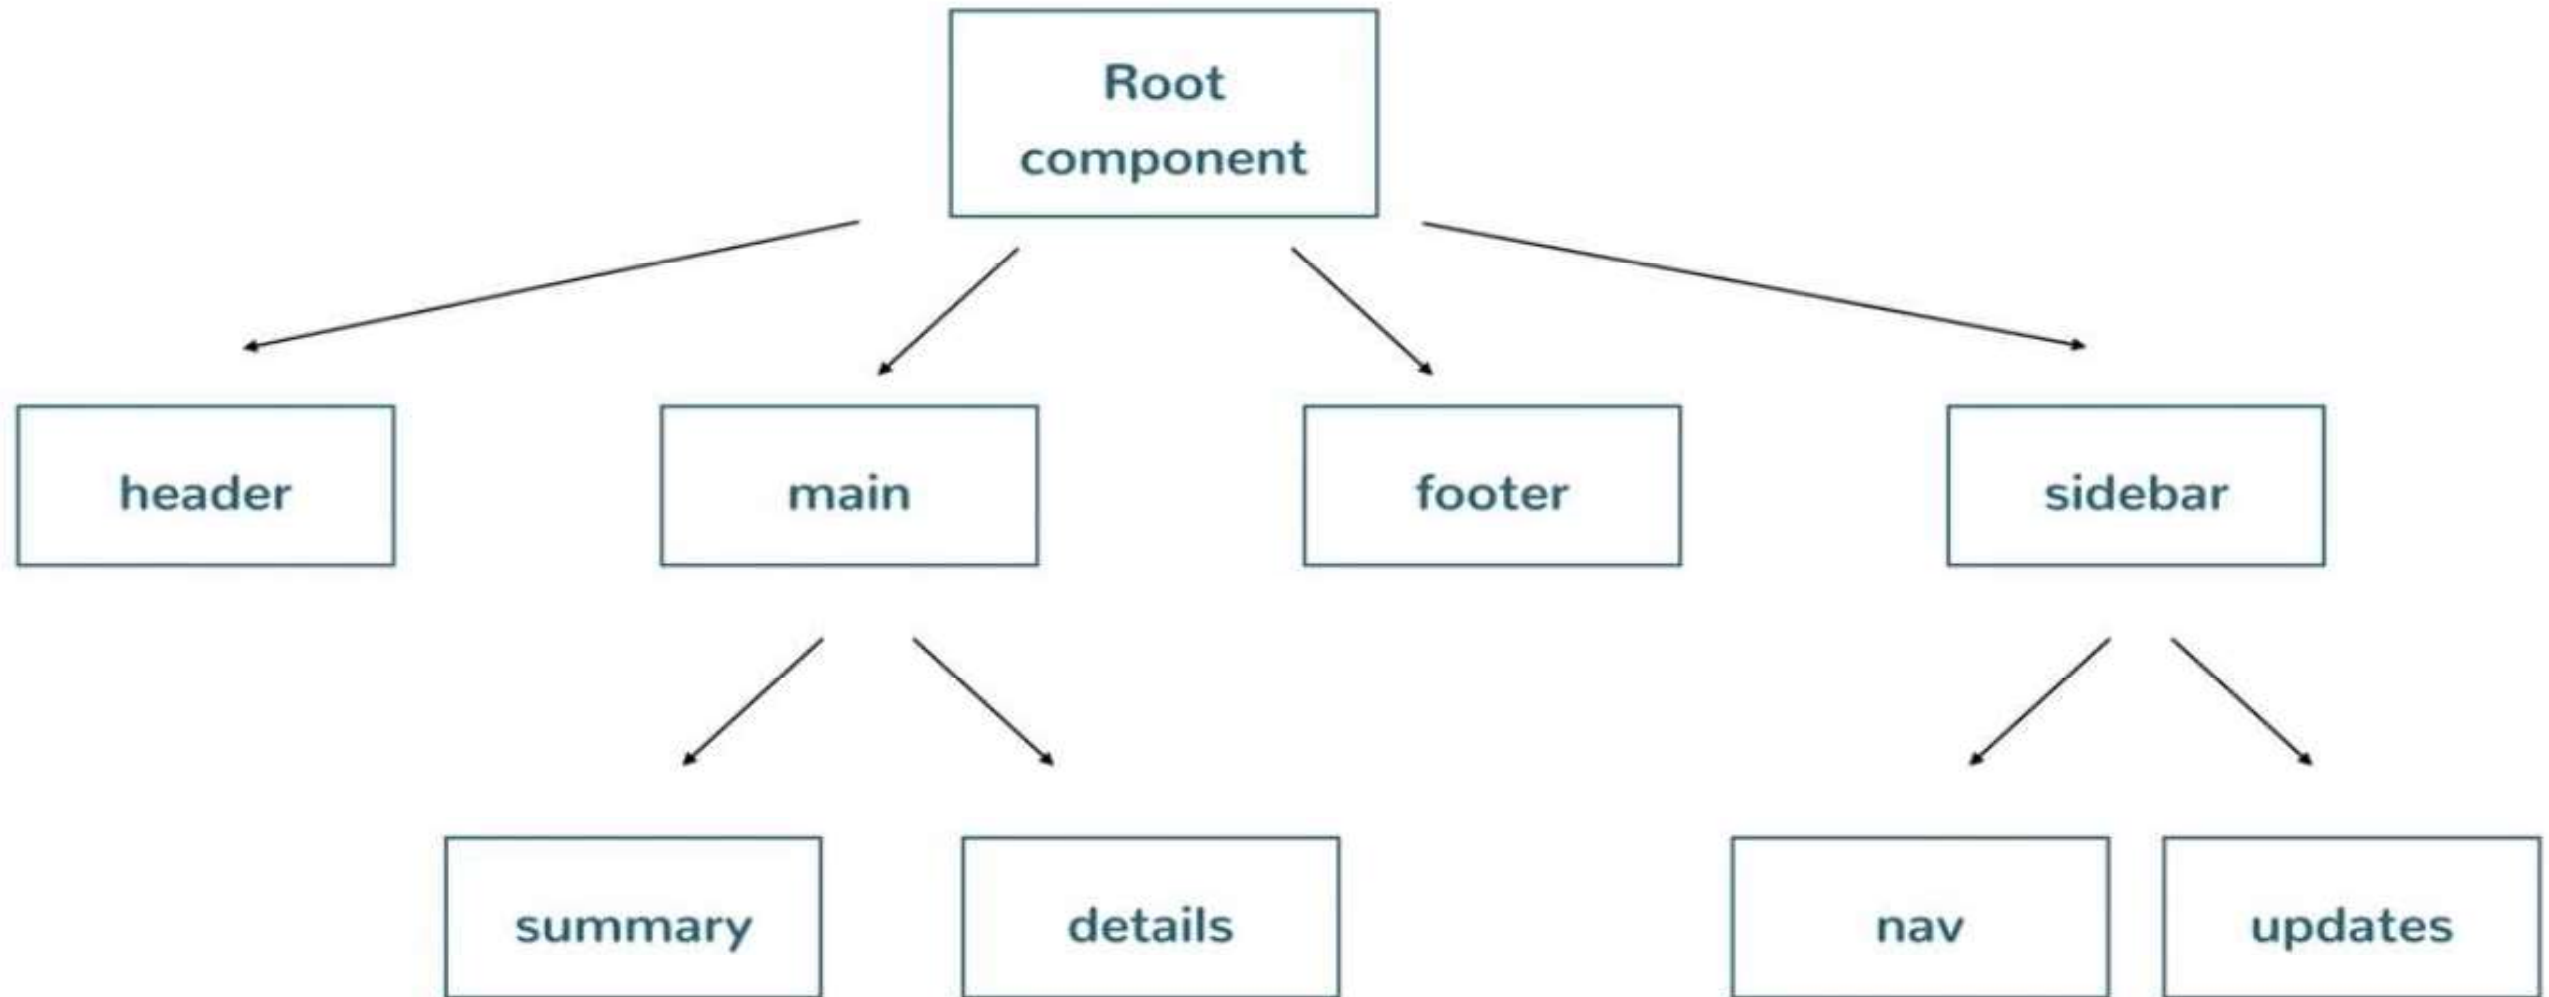 Root
component
header
main
footer
sidebar
summary
details
nav
updates